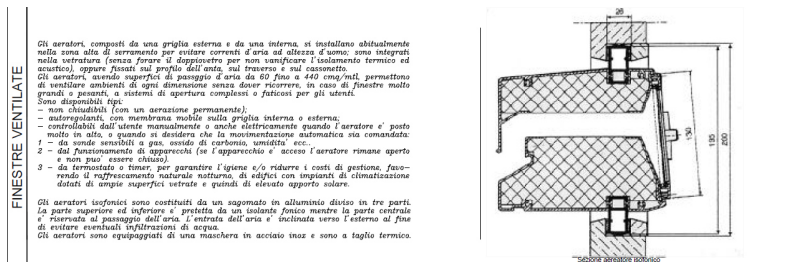 FINESTRE VENTILATE
Gli aeratori, composti da una griglia esterna e da una interna, si installano abitualmente
nella zona alta di serramento per evitare correnti d'aria ad altezza d'uomo; sono integrati
nella vetratura (senza forare il doppiovetro per non vanificare l'isolamento termico ed
acustico), oppure fissati sul profilo dell'anta, sul traverso e sul cassonetto.
Gli aeratori, avendo superfici di passggio d'aria da 60 fino a 440 cmq/mtl, permettono
di ventilare ambienti di ogni dimensione senza dover ricorrere, in caso di finestre molto
grandi o pesanti, a sistemi di apertura complessi o faticosi per gli utenti.
Sono disponibili tipi:
- non chiudibili (con un aerazione permanente);
- autoregolanti, con membrana mobile sulla griglia interna o esterna;
- controllabili dall'utente manualmente o anche elettricamente quando l'aeratore e' posto
molto in alto, o quando si desidera che la movimentazione automatica sia comandata:
1 - da sonde sensibili a gas, ossido di carbonio, umidita' ecc..
2 - dal funzionamento di apparecchi (se l'apparecchio e' acceso l'aeratore rimane aperto
e non puo' essere chiuso).
3 - da termostato o timer, per garantire l'igiene e/o ridurre i costi di gestione, favo-
rendo il raffrescamento naturale notturno, di edifici con impianti di climatizzazione
dotati di ampie superfici vetrate e quindi di elevato apporto solare.
Gli aeratori isofonici sono costituiti da un sagomato in alluminio diviso in tre parti.
La parte superiore ed inferiore e' pretetta da un isolante fonico mentre la parte centrale
e' riservata al passaggio dell'aria. L'entrata dell'aria e' inclinata verso l'esterno al fine
di evitare eventuali infiltrazioni di acqua.
Gli aeratori sono equipaggiati di una maschera in acciaio inox e sono a taglio termico.
26
130
195
200
Sezione aereatore isofonico